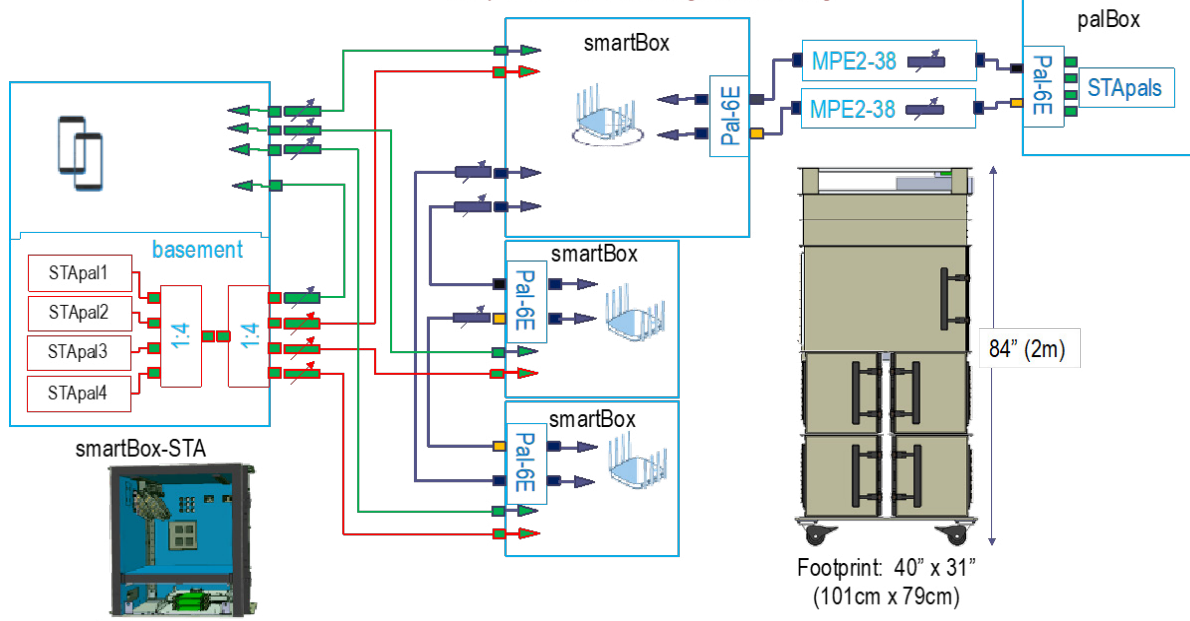 smartBox
palBox
MPE2-38
MPE2-38
Pal-6E
Pal-6E
STApals
basement
STApal1
STApal2
STApal3
STApal4
1:4
1:4
smartBox
Pal-6E
smartBox
Pal-6E
smartBox-STA
84” (2m)
Footprint: 40” x 31”
(101cm x 79cm)